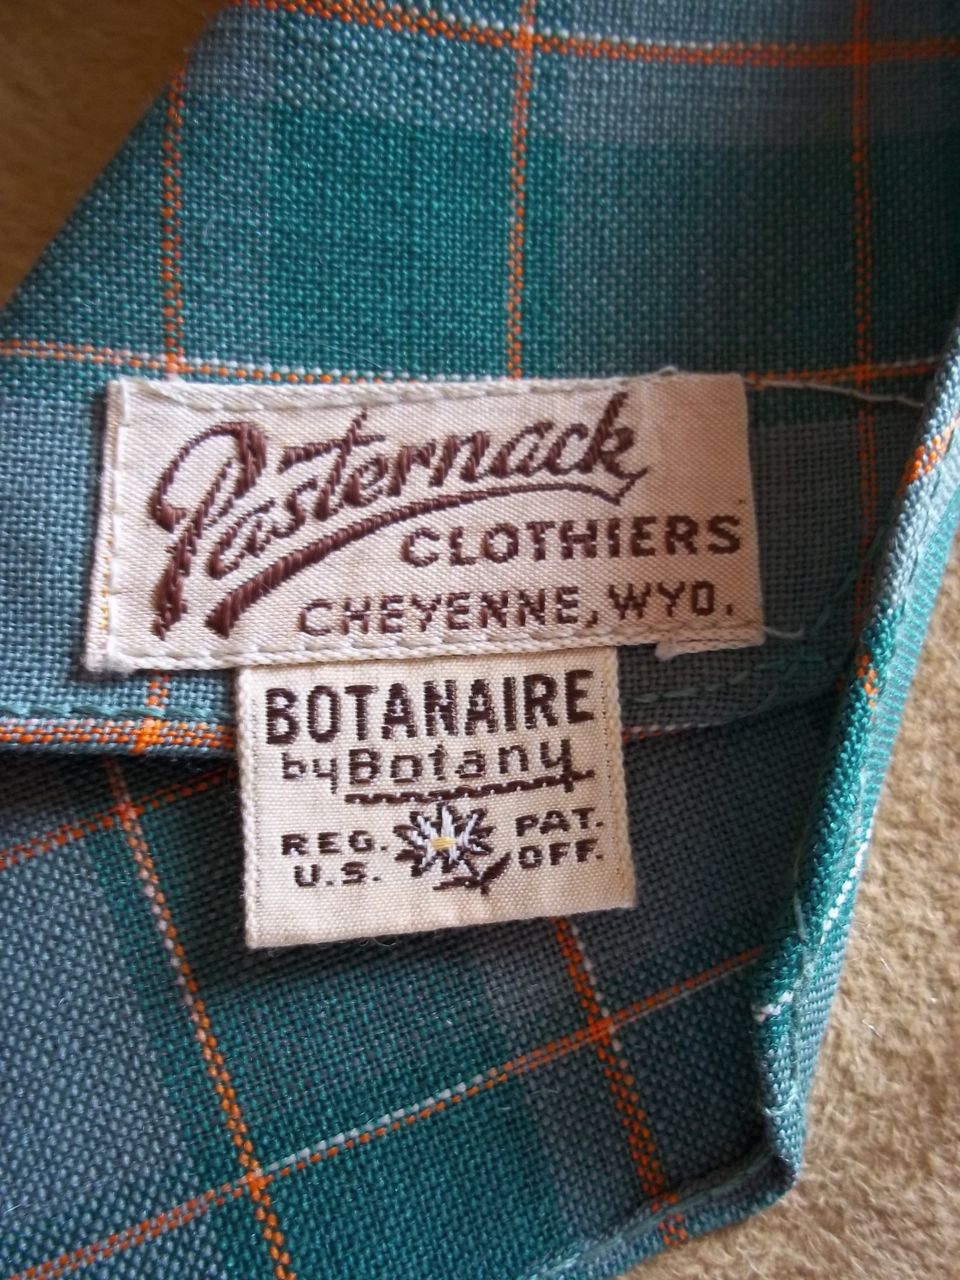 Pasternack
CLOTHIERS
CHEYENNE, WYO.
BOTANAIRE
by Botany
REG. PAT.
U.S. OFF.